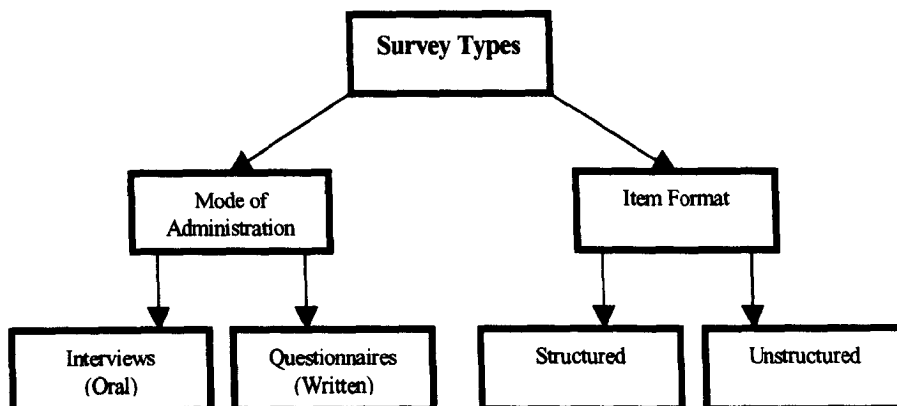 Survey Types
Mode of
Administration
Item Format
Interviews
(Oral)
Questionnaires
(Written)
Structured
Unstructured